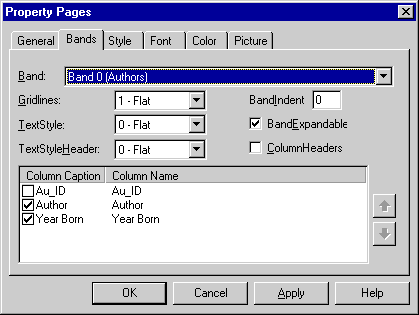 Property Pages
General Bands Style Font Color Picture
Band: Band 0 (Authors)
Gridlines: 1 - Flat BandIndent 0
TextStyle: 0 - Flat BandExpandable
TextStyleHeader: 0 - Flat ColumnHeaders
Column Caption Column Name
Au_ID Au_ID
Author Author
Year Born Year Born
OK Cancel Apply Help